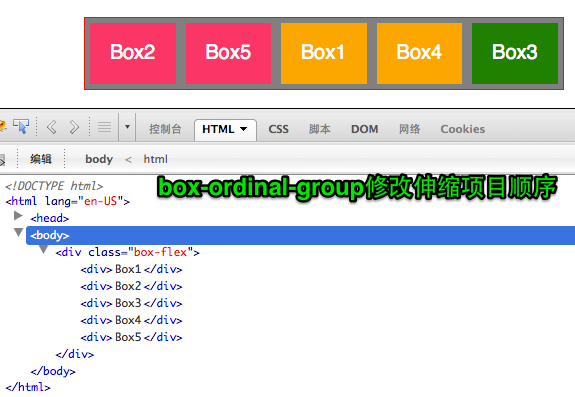 Box2 Box5 Box1 Box4 Box3
控制台 HTML CSS 脚本 DOM 网络 Cookies
编辑 body < html
<!DOCTYPE html>
box-ordinal-group修改伸缩项目顺序
<html lang="en-US">
<head>
<body>
<div class="box-flex">
<div>Box1</div>
<div>Box2</div>
<div>Box3</div>
<div>Box4</div>
<div>Box5</div>
</div>
</body>
</html>